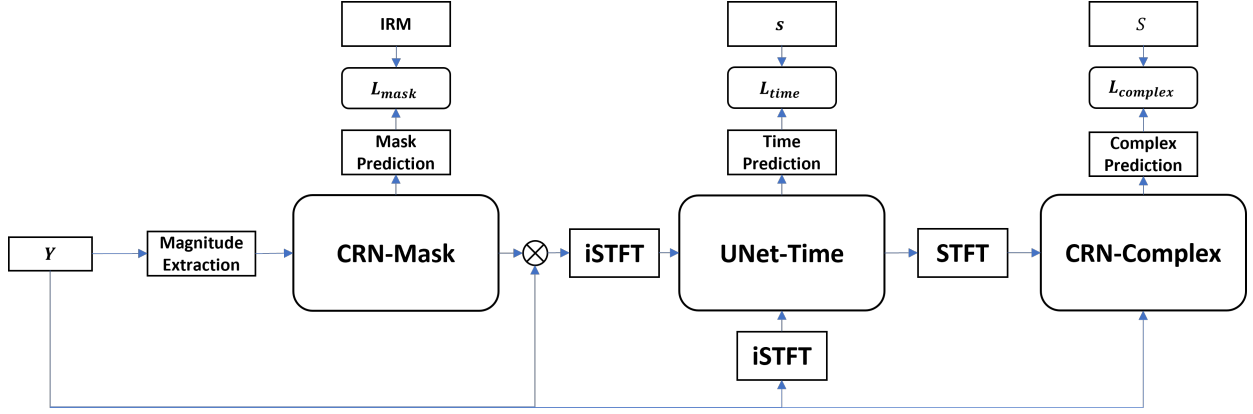 IRM
s
S
L_mask
L_time
L_complex
Mask
Prediction
Time
Prediction
Complex
Prediction
Y
Magnitude
Extraction
CRN-Mask
iSTFT
UNet-Time
STFT
CRN-Complex
iSTFT